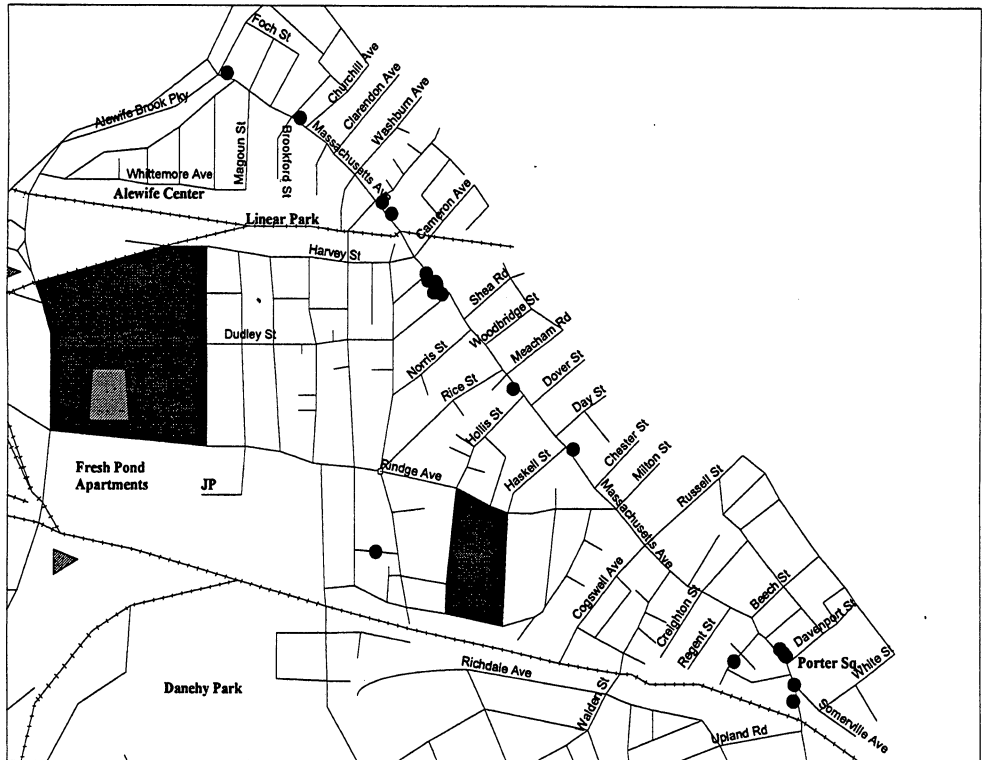 Foch St
Churchill Ave
Clarendon Ave
Washburn Ave
Alewife Brook Pky
Magoun St
Brookford St
Massachusetts Ave
Whittemore Ave
Alewife Center
Linear Park
Cameron Ave
Harvey St
Shea Rd
Woodbridge St
Meacham Rd
Dudley St
Norris St
Rice St
Dover St
Day St
Hollis St
Chester St
Milton St
Haskell St
Rindge Ave
Fresh Pond
Apartments
JP
Russell St
Massachusetts Ave
Cogswell Ave
Creighton St
Regent St
Beech St
Davenport St
Porter Sq
White St
Richdale Ave
Danehy Park
Walden St
Somerville Ave
Upland Rd